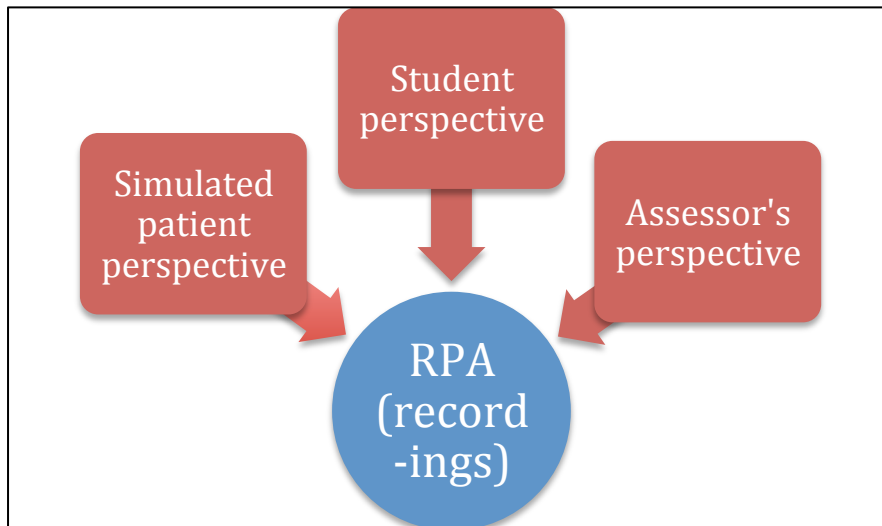 Student
perspective
Simulated
patient
perspective
Assessor's
perspective
RPA
(record
-ings)